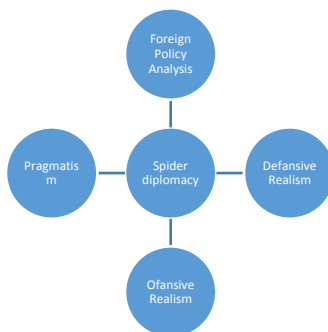 Foreign
Policy
Analysis
Pragmatis
m
Spider
diplomacy
Defansive
Realism
Ofansive
Realism